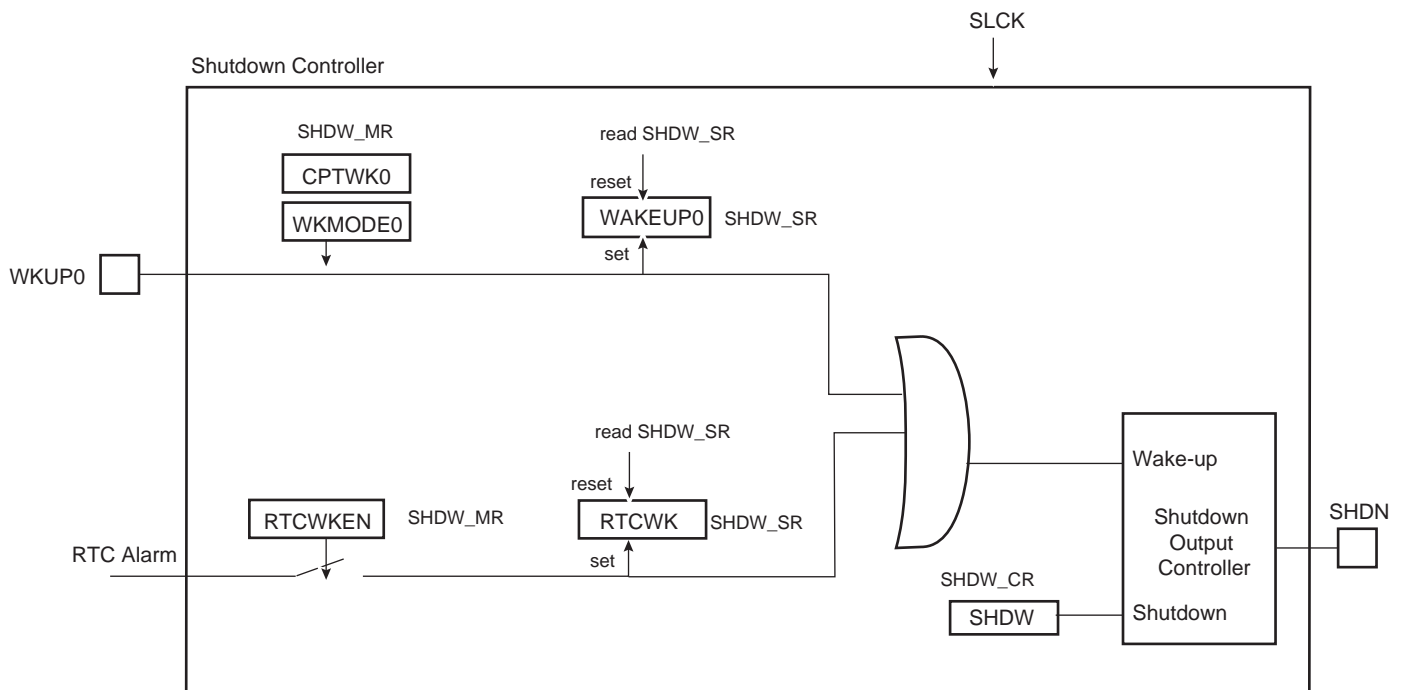 SLCK
Shutdown Controller
SHDW_MR
CPTWK0
WKMODE0
read SHDW_SR
reset
WAKEUP0
SHDW_SR
set
WKUP0
read SHDW_SR
reset
RTCWKEN
SHDW_MR
RTCWK
SHDW_SR
set
RTC Alarm
Wake-up
Shutdown
Output
Controller
SHDN
SHDW_CR
SHDW
Shutdown